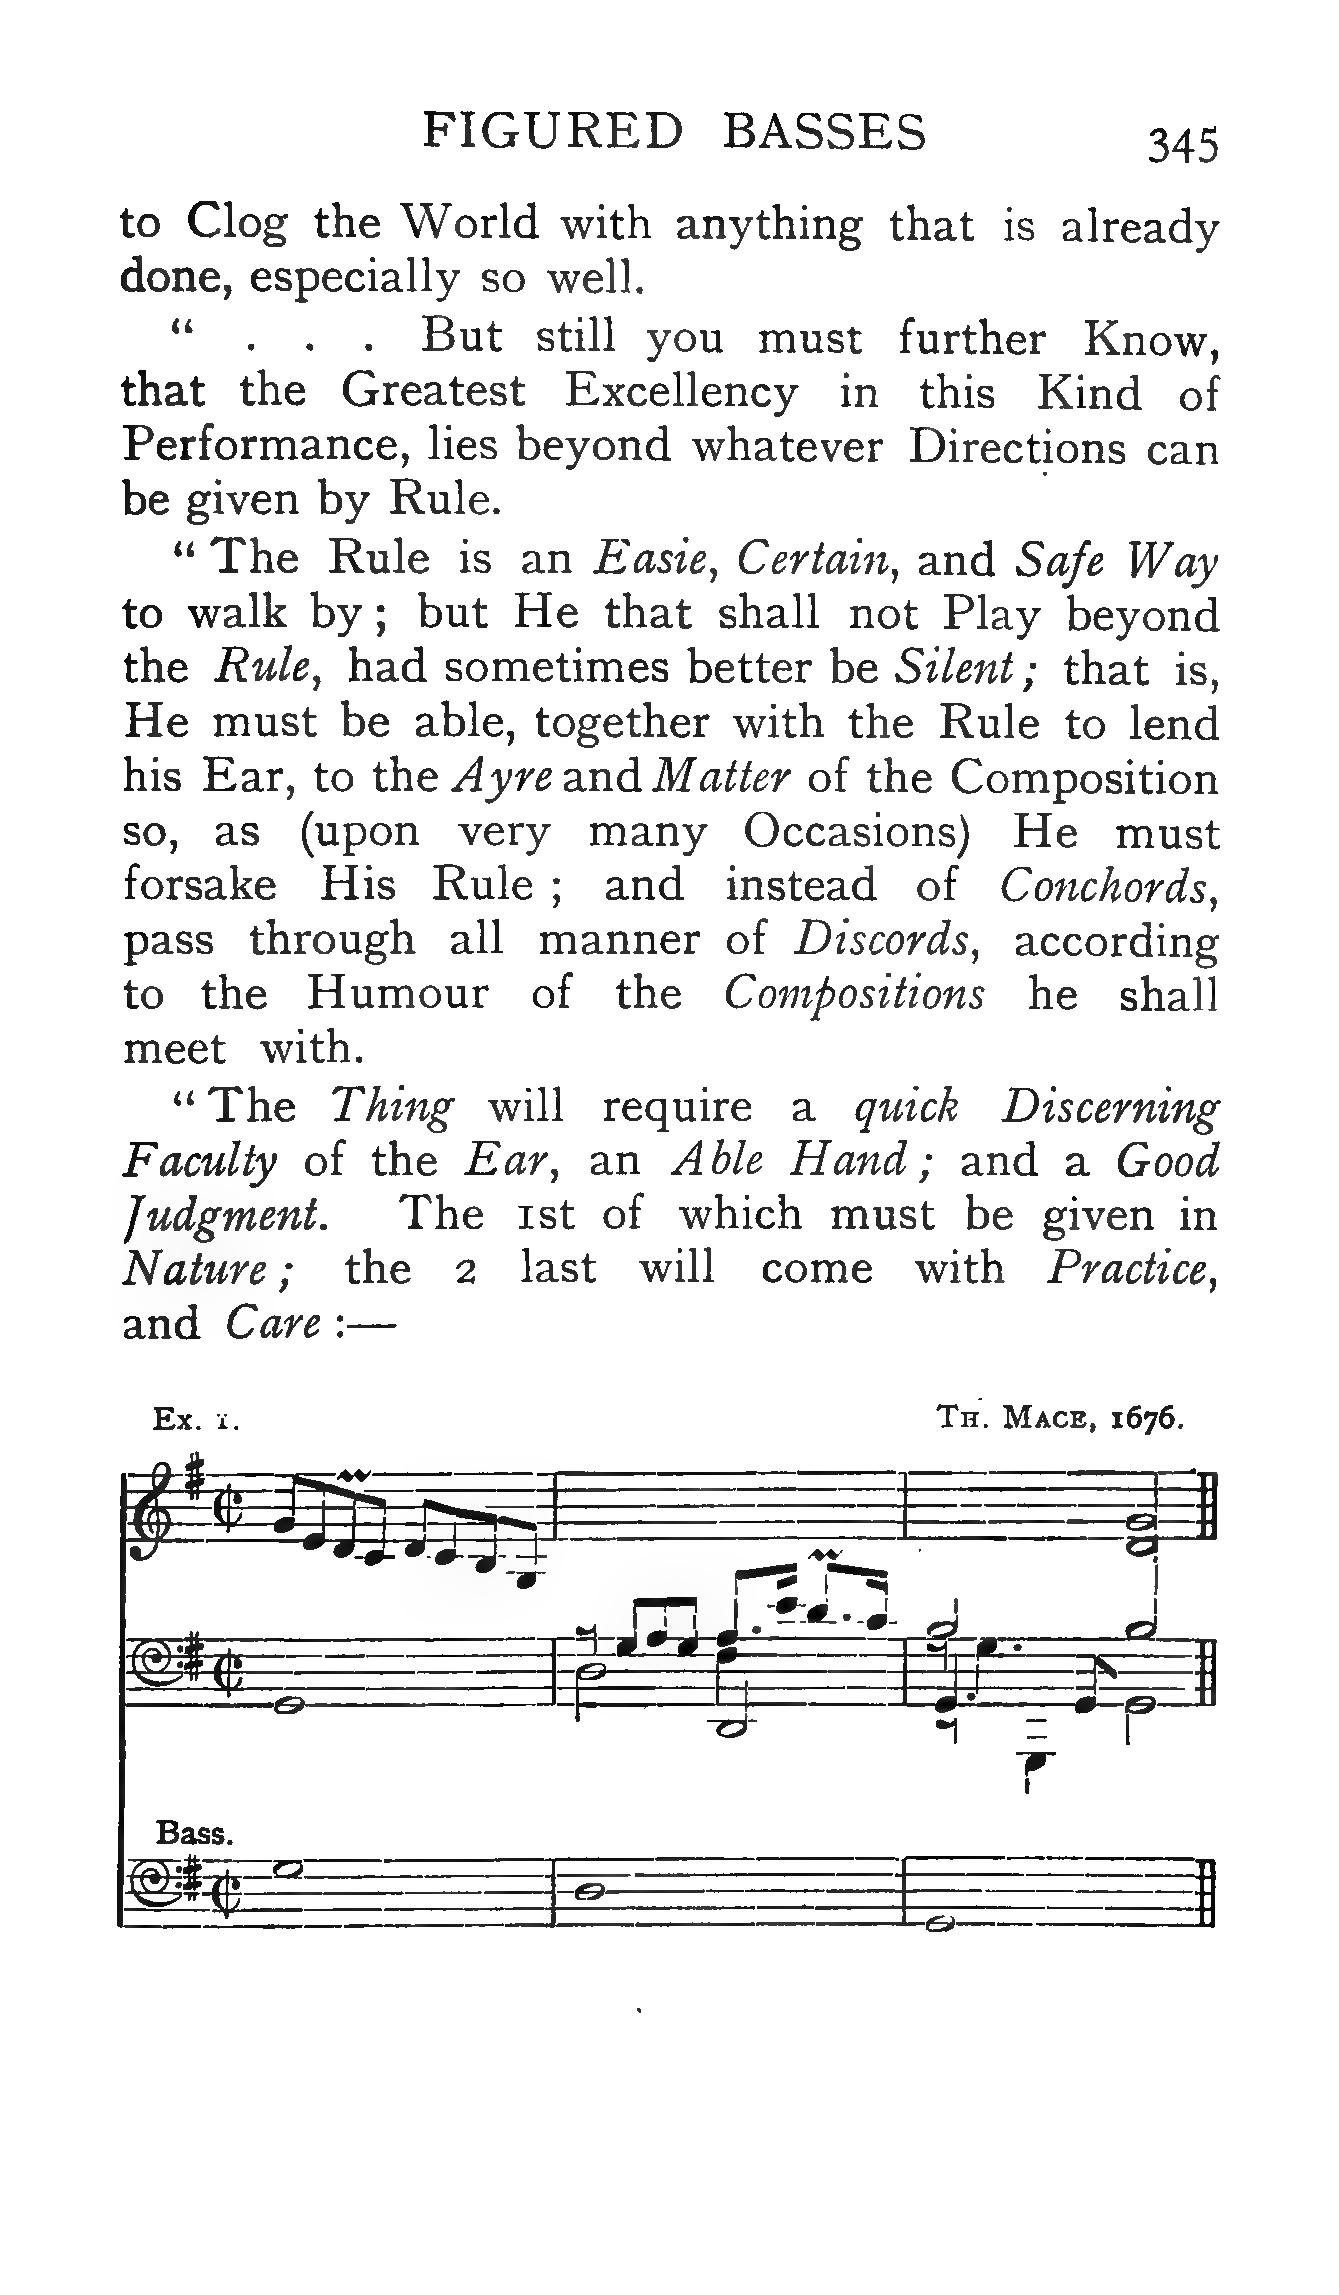 FIGURED BASSES 345
to Clog the World with anything that is already
done, especially so well.
“ . . . But still you must further Know,
that the Greatest Excellency in this Kind of
Performance, lies beyond whatever Directions can
be given by Rule.
“ The Rule is an Easie, Certain, and Safe Way
to walk by ; but He that shall not Play beyond
the Rule, had sometimes better be Silent ; that is,
He must be able, together with the Rule to lend
his Ear, to the Ayre and Matter of the Composition
so, as (upon very many Occasions) He must
forsake His Rule ; and instead of Conchords,
pass through all manner of Discords, according
to the Humour of the Compositions he shall
meet with.
“ The Thing will require a quick Discerning
Faculty of the Ear, an Able Hand ; and a Good
Judgment. The 1st of which must be given in
Nature ; the 2 last will come with Practice,
and Care :—
Ex. 1. TH. MACE, 1676.
Bass.